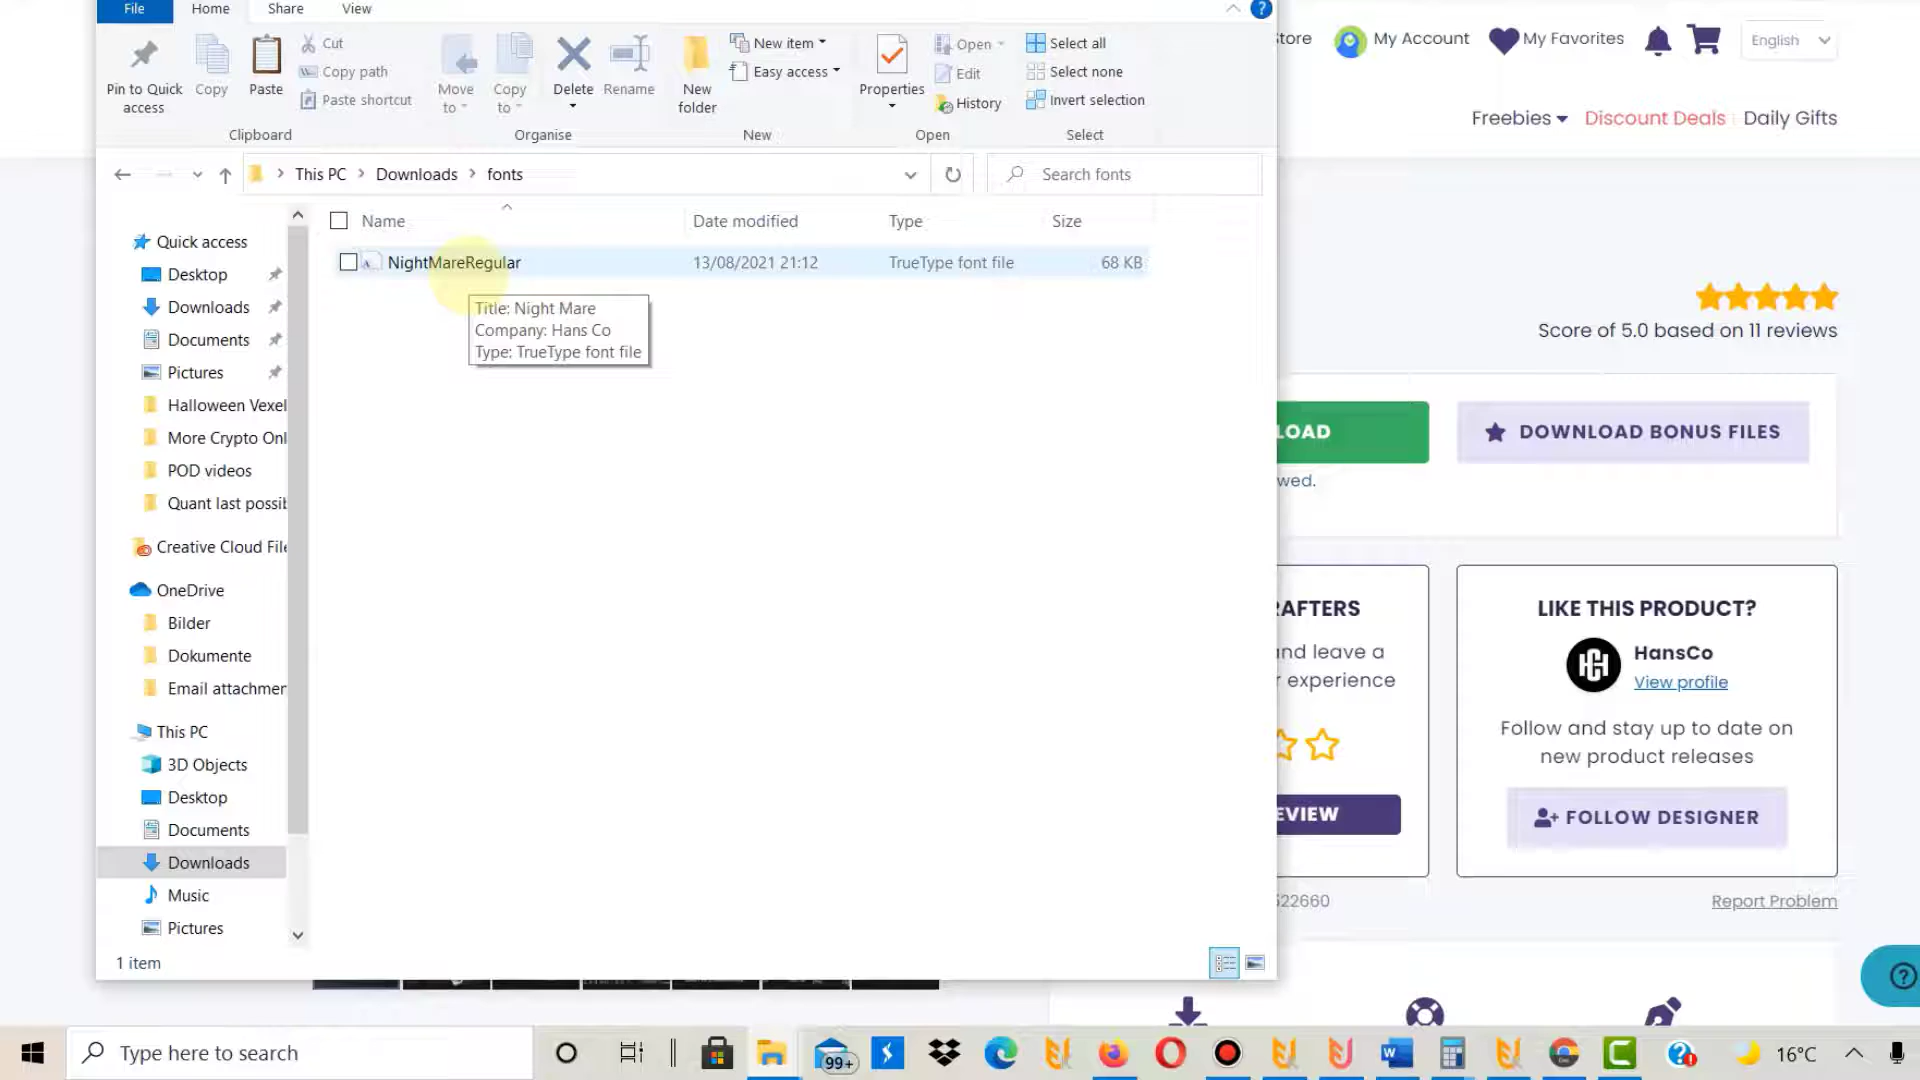 File Home Share View
Pin to Quick access
Copy
Paste
Cut
Copy path
Paste shortcut
Clipboard
Move to
Copy to
Delete
Rename
Organise
New folder
New item
Easy access
New
Properties
Open
Edit
History
Open
Select all
Select none
Invert selection
Select
This PC > Downloads > fonts
Search fonts
Name Date modified Type Size
NightMareRegular 13/08/2021 21:12 TrueType font file 68 KB
Title: Night Mare
Company: Hans Co
Type: TrueType font file
Quick access
Desktop
Downloads
Documents
Pictures
Halloween Vexel
More Crypto Onl
POD videos
Quant last possib
Creative Cloud File
OneDrive
Bilder
Dokumente
Email attachmen
This PC
3D Objects
Desktop
Documents
Downloads
Music
Pictures
1 item
tore My Account My Favorites English
Freebies Discount Deals Daily Gifts
Score of 5.0 based on 11 reviews
LOAD
DOWNLOAD BONUS FILES
wed.
RAFTERS
and leave a
r experience
EVIEW
LIKE THIS PRODUCT?
HansCo
View profile
Follow and stay up to date on
new product releases
FOLLOW DESIGNER
522660
Report Problem
Type here to search
99+
16°C